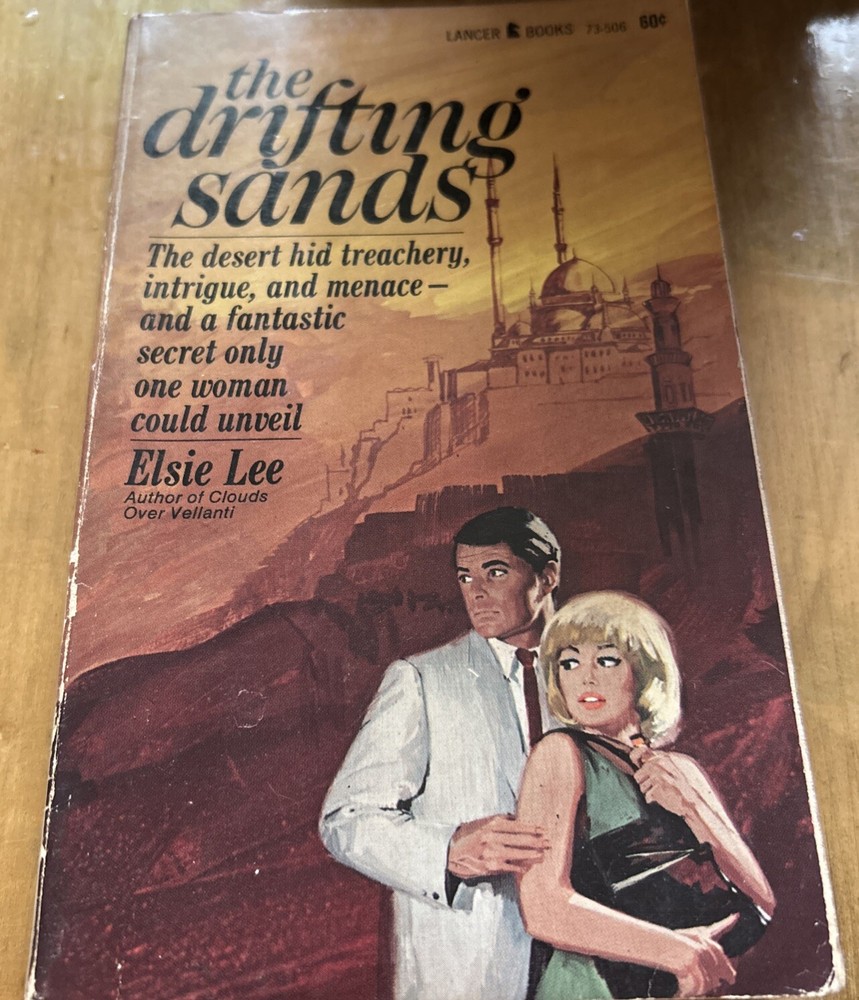 LANCER BOOKS 73-506 60¢
the
drifting
sands
The desert hid treachery,
intrigue, and menace—
and a fantastic
secret only
one woman
could unveil
Elsie Lee
Author of Clouds
Over Vellanti